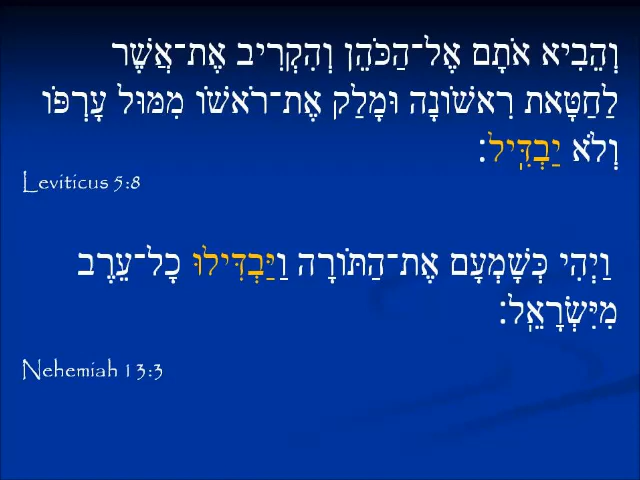 וְהֵבִיא אֹתָם אֶל־הַכֹּהֵן וְהִקְרִיב אֶת־אֲשֶׁר
לַחַטָּאת רִאשׁוֹנָה וּמָלַק אֶת־רֹאשׁוֹ מִמּוּל עָרְפּוֹ
וְלֹא יַבְדִּיל׃
Leviticus 5:8
וַיְהִי כְּשָׁמְעָם אֶת־הַתּוֹרָה וַיַּבְדִּילוּ כָל־עֵרֶב
מִיִּשְׂרָאֵל׃
Nehemiah 13:3